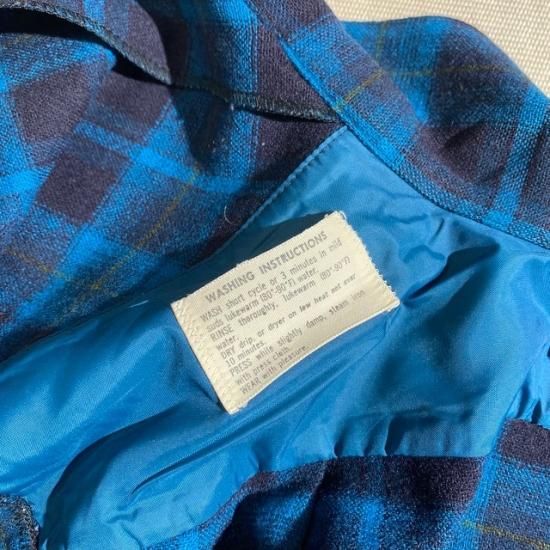 WASHING INSTRUCTIONS
WASH short cycle or 3 minutes in mild
suds lukewarm (80°-90°F) water.
RINSE thoroughly, lukewarm (80°-90°F)
water.
DRY drip, or dryer on low heat not over
10 minutes.
PRESS while slightly damp, steam iron
with press cloth.
WEAR with pleasure.